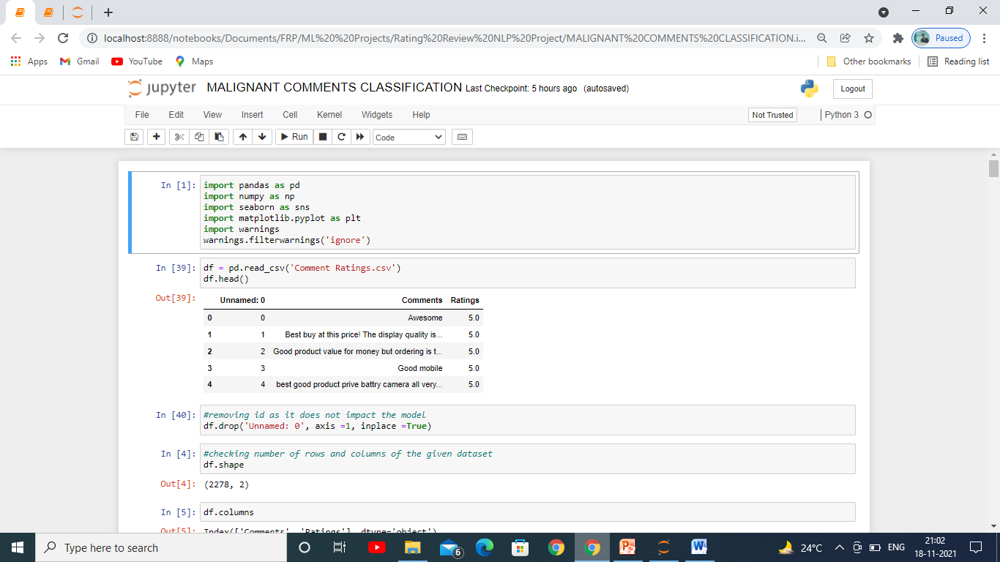 localhost:8888/notebooks/Documents/FRP/ML%20%20Projects/Rating%20Review%20NLP%20Project/MALIGNANT%20COMMENTS%20CLASSIFICATION.i...
Paused
Apps Gmail YouTube Maps Other bookmarks Reading list
jupyter MALIGNANT COMMENTS CLASSIFICATION Last Checkpoint: 5 hours ago (autosaved) Logout
File Edit View Insert Cell Kernel Widgets Help Not Trusted Python 3
Run Code
In [1]: import pandas as pd
import numpy as np
import seaborn as sns
import matplotlib.pyplot as plt
import warnings
warnings.filterwarnings('ignore')
In [39]: df = pd.read_csv('Comment Ratings.csv')
df.head()
Out[39]: Unnamed: 0 Comments Ratings
0 0 Awesome 5.0
1 1 Best buy at this price! The display quality is... 5.0
2 2 Good product value for money but ordering is t... 5.0
3 3 Good mobile 5.0
4 4 best good product prive battry camera all very... 5.0
In [40]: #removing id as it does not impact the model
df.drop('Unnamed: 0', axis =1, inplace =True)
In [4]: #checking number of rows and columns of the given dataset
df.shape
Out[4]: (2278, 2)
In [5]: df.columns
Out[5]: Index(['Comments', 'Ratings'], dtype='object')
Type here to search 6 24°C ENG 21:02
18-11-2021